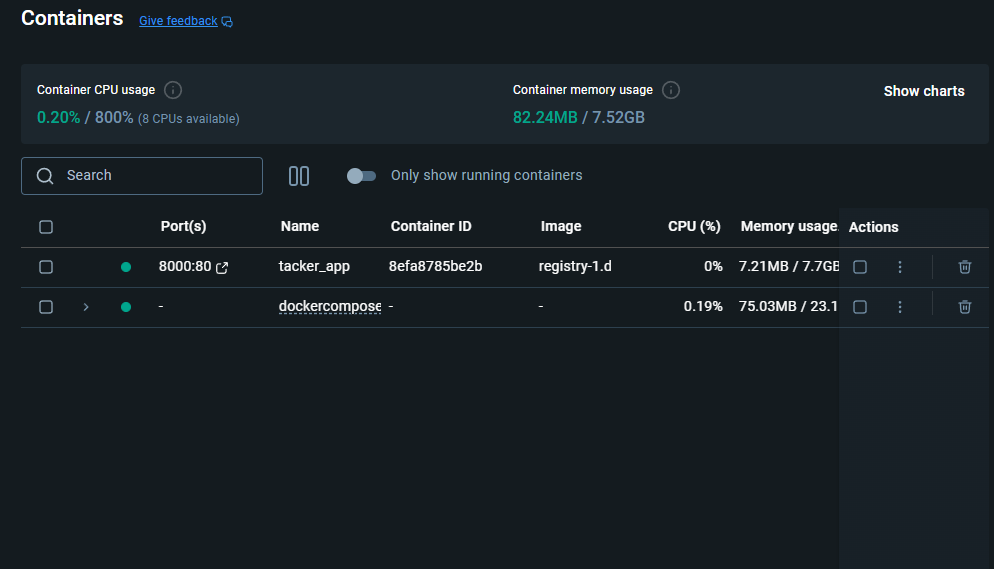 Containers Give feedback
Container CPU usage
0.20% / 800% (8 CPUs available)
Container memory usage
82.24MB / 7.52GB
Show charts
Search
Only show running containers
Port(s) Name Container ID Image CPU (%) Memory usage. Actions
8000:80 tacker_app 8efa8785be2b registry-1.d 0% 7.21MB / 7.7GB
- dockercompose - - 0.19% 75.03MB / 23.1